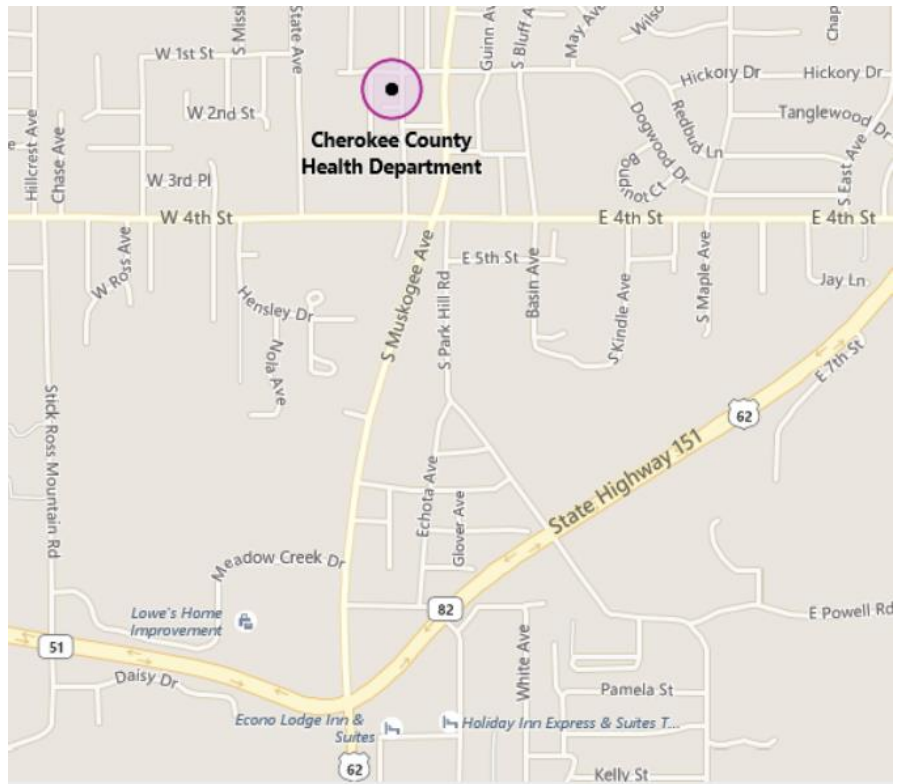 S Missi
State Ave
Guinn Av
S Bluff A
May Ave
Wilso
Chap
W 1st St
Hickory Dr
Hickory Dr
W 2nd St
Cherokee County
Health Department
Dogwood Dr
Redbud Ln
Tanglewood Dr
Hillcrest Ave
Chase Ave
e
W 3rd Pl
Boudinot Ct
S East Ave
W 4th St
E 4th St
E 4th St
W Ross Ave
S Muskogee Ave
E 5th St
Basin Ave
S Maple Ave
Jay Ln
Hensley Dr
S Park Hill Rd
S Kindle Ave
Nola Ave
E 7th St
Stick Ross
Mountain Rd
62
State Highway 151
Echota Ave
Glover Ave
Meadow Creek Dr
Lowe's Home
Improvement
82
E Powell Rd
51
Daisy Dr
White Ave
Pamela St
Econo Lodge Inn &
Suites
Holiday Inn Express & Suites T...
62
Kelly St